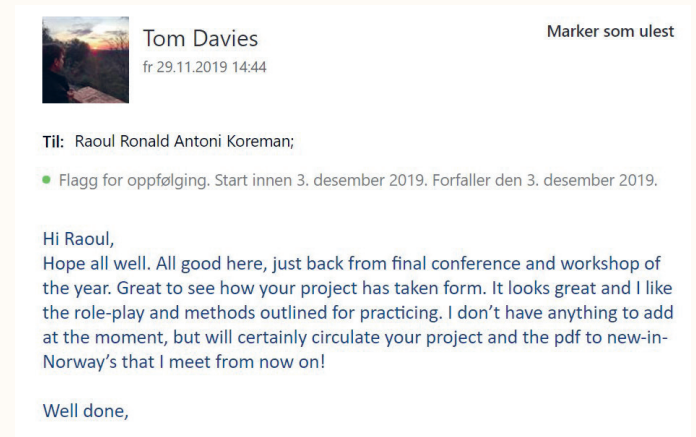 Tom Davies
Marker som ulest
fr 29.11.2019 14:44
Til: Raoul Ronald Antoni Koreman;
Flagg for oppfølging. Start innen 3. desember 2019. Forfaller den 3. desember 2019.
Hi Raoul,
Hope all well. All good here, just back from final conference and workshop of
the year. Great to see how your project has taken form. It looks great and I like
the role-play and methods outlined for practicing. I don’t have anything to add
at the moment, but will certainly circulate your project and the pdf to new-in-
Norway’s that I meet from now on!
Well done,